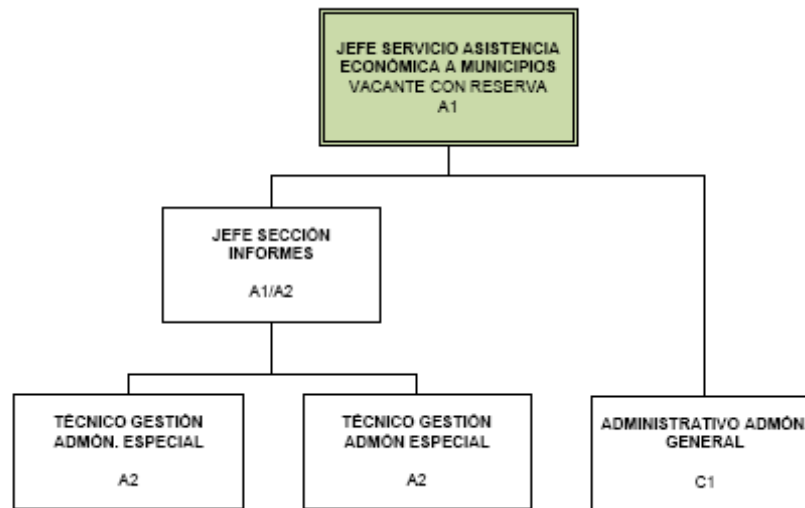 JEFE SERVICIO ASISTENCIA
ECONÓMICA A MUNICIPIOS
VACANTE CON RESERVA
A1
JEFE SECCIÓN
INFORMES
A1/A2
TÉCNICO GESTIÓN
ADMÓN. ESPECIAL
A2
TÉCNICO GESTIÓN
ADMÓN ESPECIAL
A2
ADMINISTRATIVO ADMÓN.
GENERAL
C1